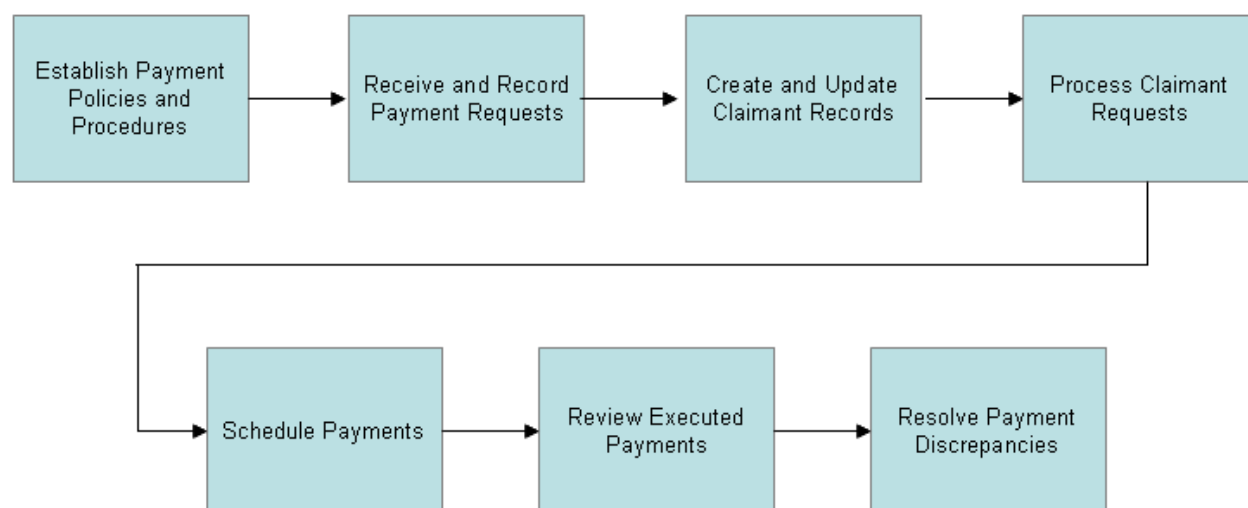 Establish Payment
Policies and
Procedures
Receive and Record
Payment Requests
Create and Update
Claimant Records
Process Claimant
Requests
Schedule Payments
Review Executed
Payments
Resolve Payment
Discrepancies